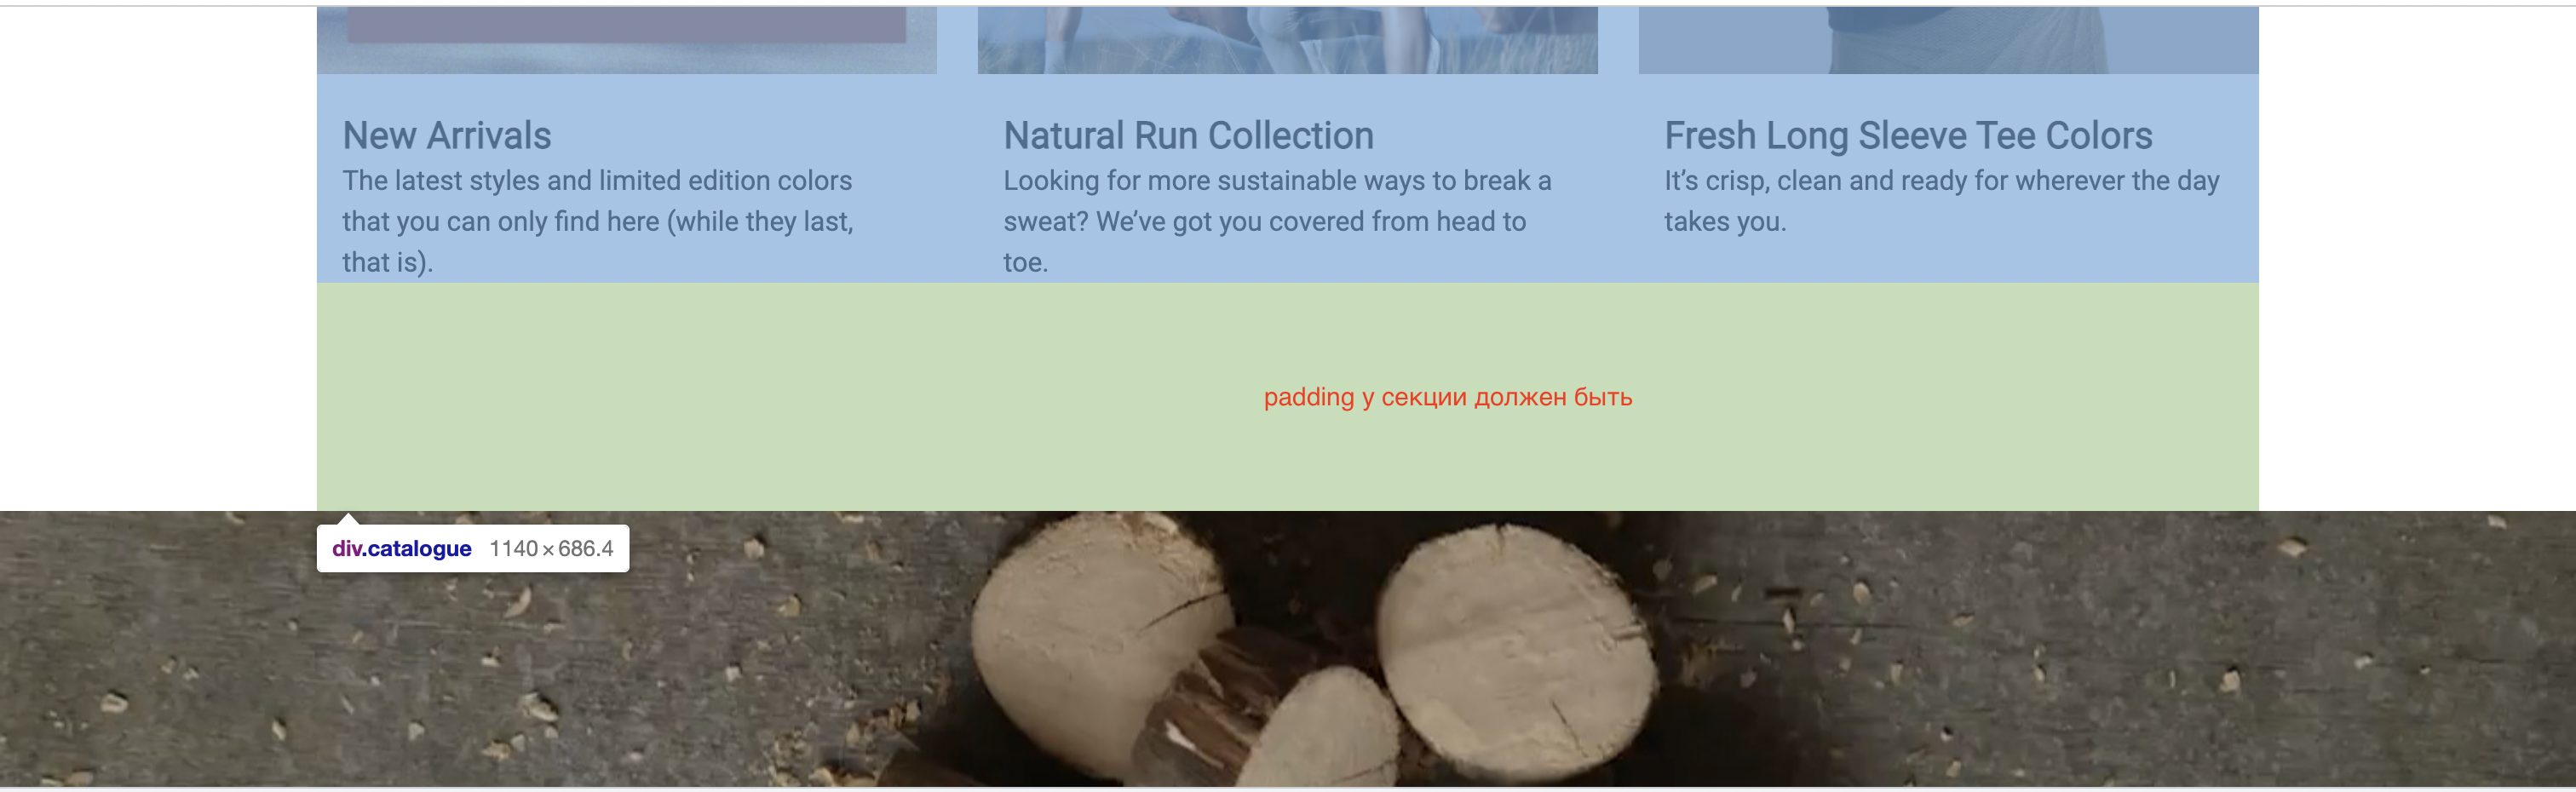 New Arrivals
The latest styles and limited edition colors
that you can only find here (while they last,
that is).
Natural Run Collection
Looking for more sustainable ways to break a
sweat? We’ve got you covered from head to
toe.
Fresh Long Sleeve Tee Colors
It’s crisp, clean and ready for wherever the day
takes you.
padding у секции должен быть
div.catalogue 1140×686.4